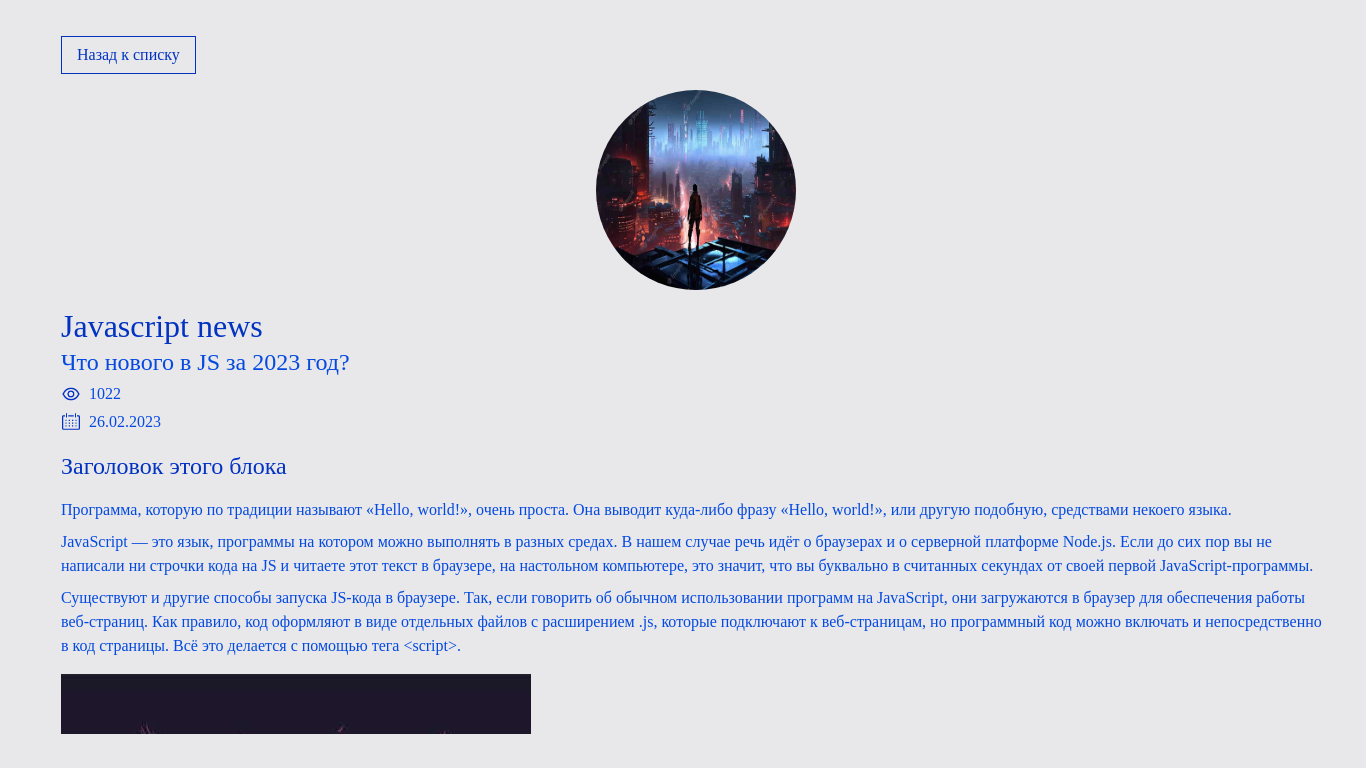 Назад к списку
Javascript news
Что нового в JS за 2023 год?
1022
26.02.2023
Заголовок этого блока
Программа, которую по традиции называют «Hello, world!», очень проста. Она выводит куда-либо фразу «Hello, world!», или другую подобную, средствами некоего языка.
JavaScript — это язык, программы на котором можно выполнять в разных средах. В нашем случае речь идёт о браузерах и о серверной платформе Node.js. Если до сих пор вы не
написали ни строчки кода на JS и читаете этот текст в браузере, на настольном компьютере, это значит, что вы буквально в считанных секундах от своей первой JavaScript-программы.
Существуют и другие способы запуска JS-кода в браузере. Так, если говорить об обычном использовании программ на JavaScript, они загружаются в браузер для обеспечения работы
веб-страниц. Как правило, код оформляют в виде отдельных файлов с расширением .js, которые подключают к веб-страницам, но программный код можно включать и непосредственно
в код страницы. Всё это делается с помощью тега <script>.